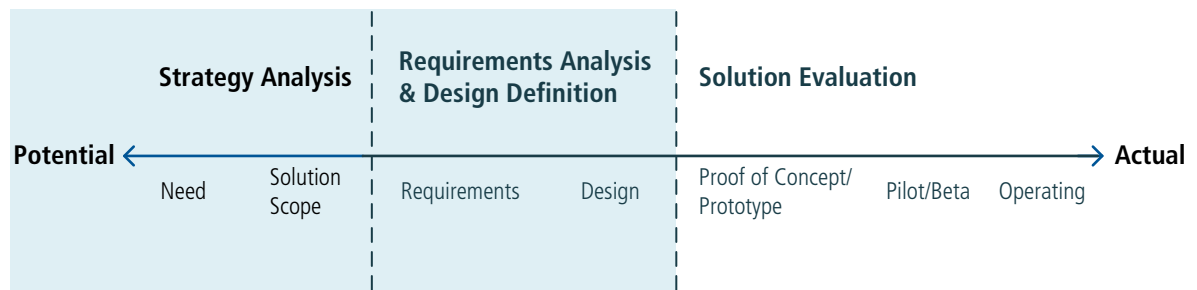 Strategy Analysis
Requirements Analysis
& Design Definition
Solution Evaluation
Potential
Actual
Need
Solution
Scope
Requirements
Design
Proof of Concept/
Prototype
Pilot/Beta
Operating